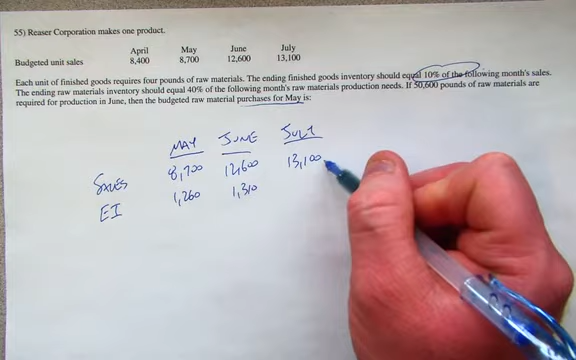 55) Reaser Corporation makes one product.
April May June July
Budgeted unit sales 8,400 8,700 12,600 13,100
Each unit of finished goods requires four pounds of raw materials. The ending finished goods inventory should equal 10% of the following month's sales.
The ending raw materials inventory should equal 40% of the following month's raw materials production needs. If 50,600 pounds of raw materials are
required for production in June, then the budgeted raw material purchases for May is:
MAY JUNE JULY
SALES 8,700 12,600 13,100
EI 1,260 1,310